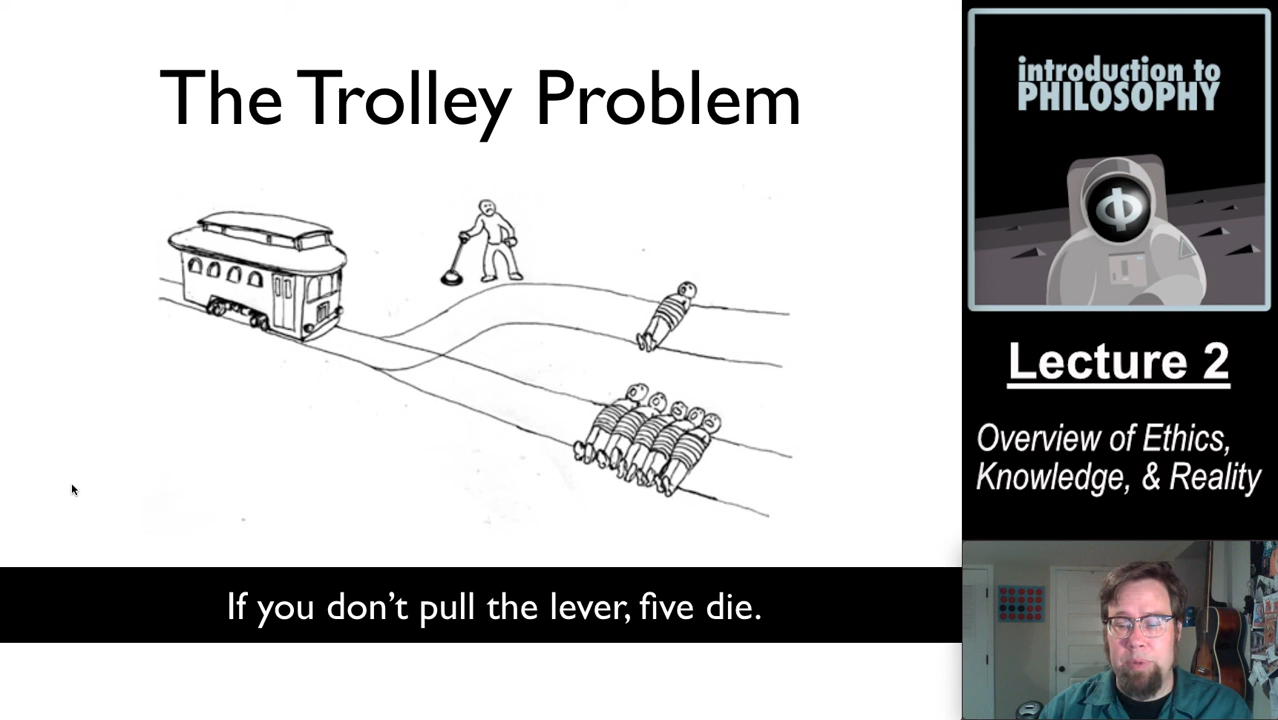 The Trolley Problem
If you don’t pull the lever, five die.
introduction to
PHILOSOPHY
Φ
Lecture 2
Overview of Ethics,
Knowledge, & Reality